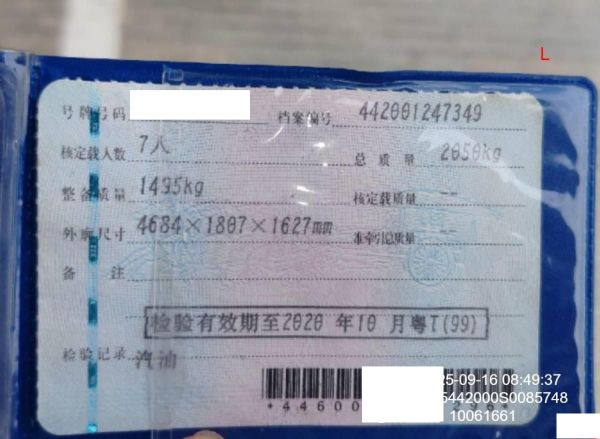 L
号牌号码 档案编号 442001247349
核定载人数 7人 总质量 2050kg
整备质量 1495kg 核定载质量 --
外廓尺寸 4684×1807×1627mm 准牵引总质量 --
备注
检验有效期至2020年10月粤T(99)
检验记录 汽油
25-09-16 08:49:37
5442000S0085748
+44600
10061661